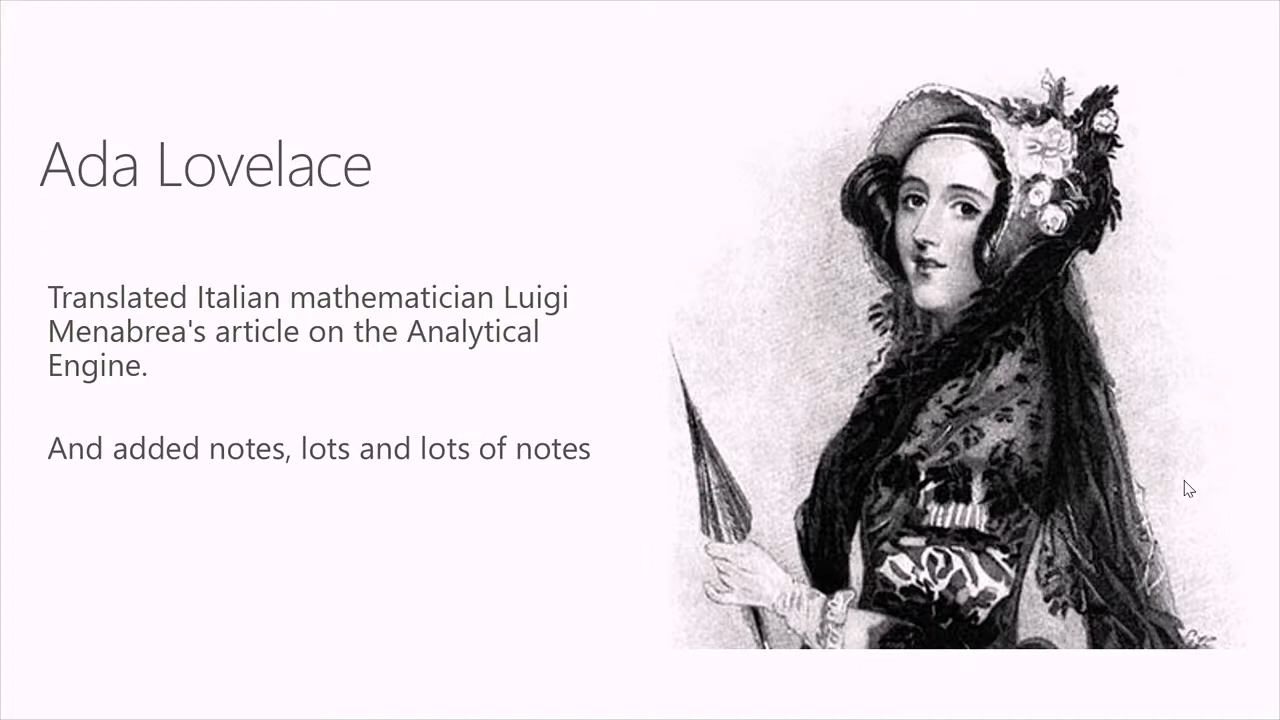 Ada Lovelace
Translated Italian mathematician Luigi
Menabrea's article on the Analytical
Engine.
And added notes, lots and lots of notes